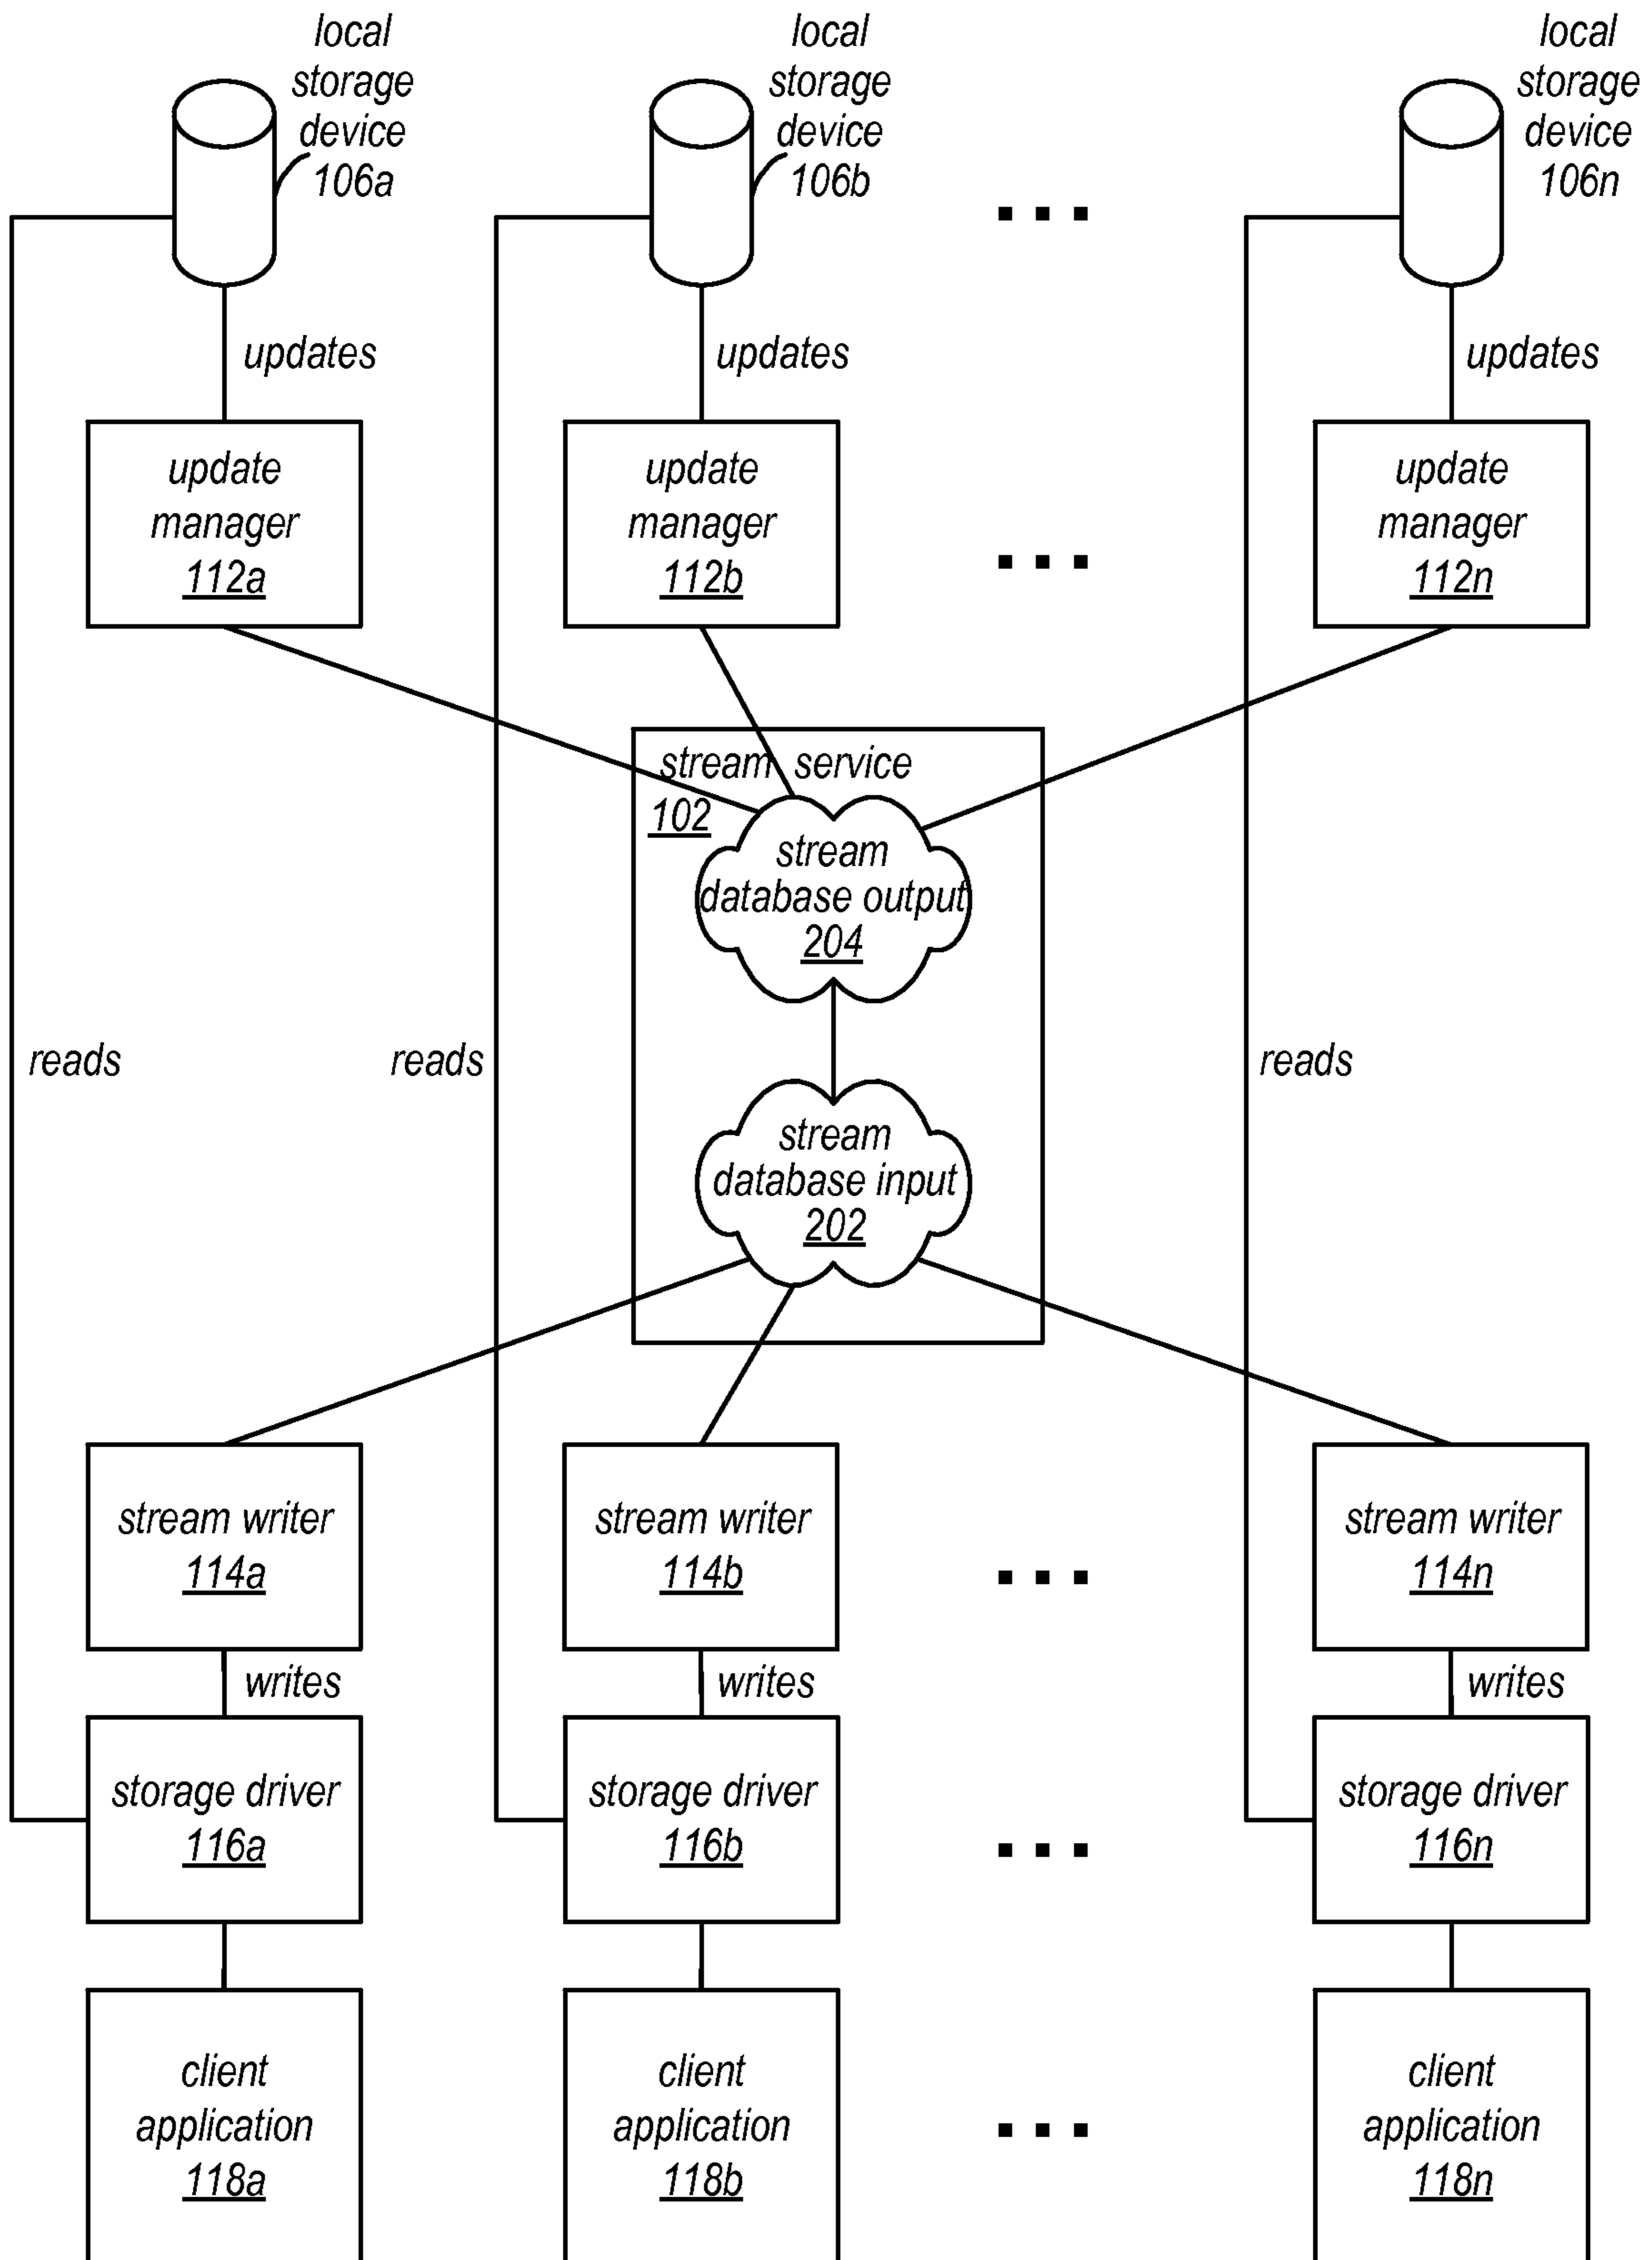 local
storage
device
106a
local
storage
device
106b
local
storage
device
106n
updates
updates
updates
update
manager
112a
update
manager
112b
update
manager
112n
stream service
102
stream
database output
204
reads
reads
reads
stream
database input
202
stream writer
114a
stream writer
114b
stream writer
114n
writes
writes
writes
storage driver
116a
storage driver
116b
storage driver
116n
client
application
118a
client
application
118b
client
application
118n